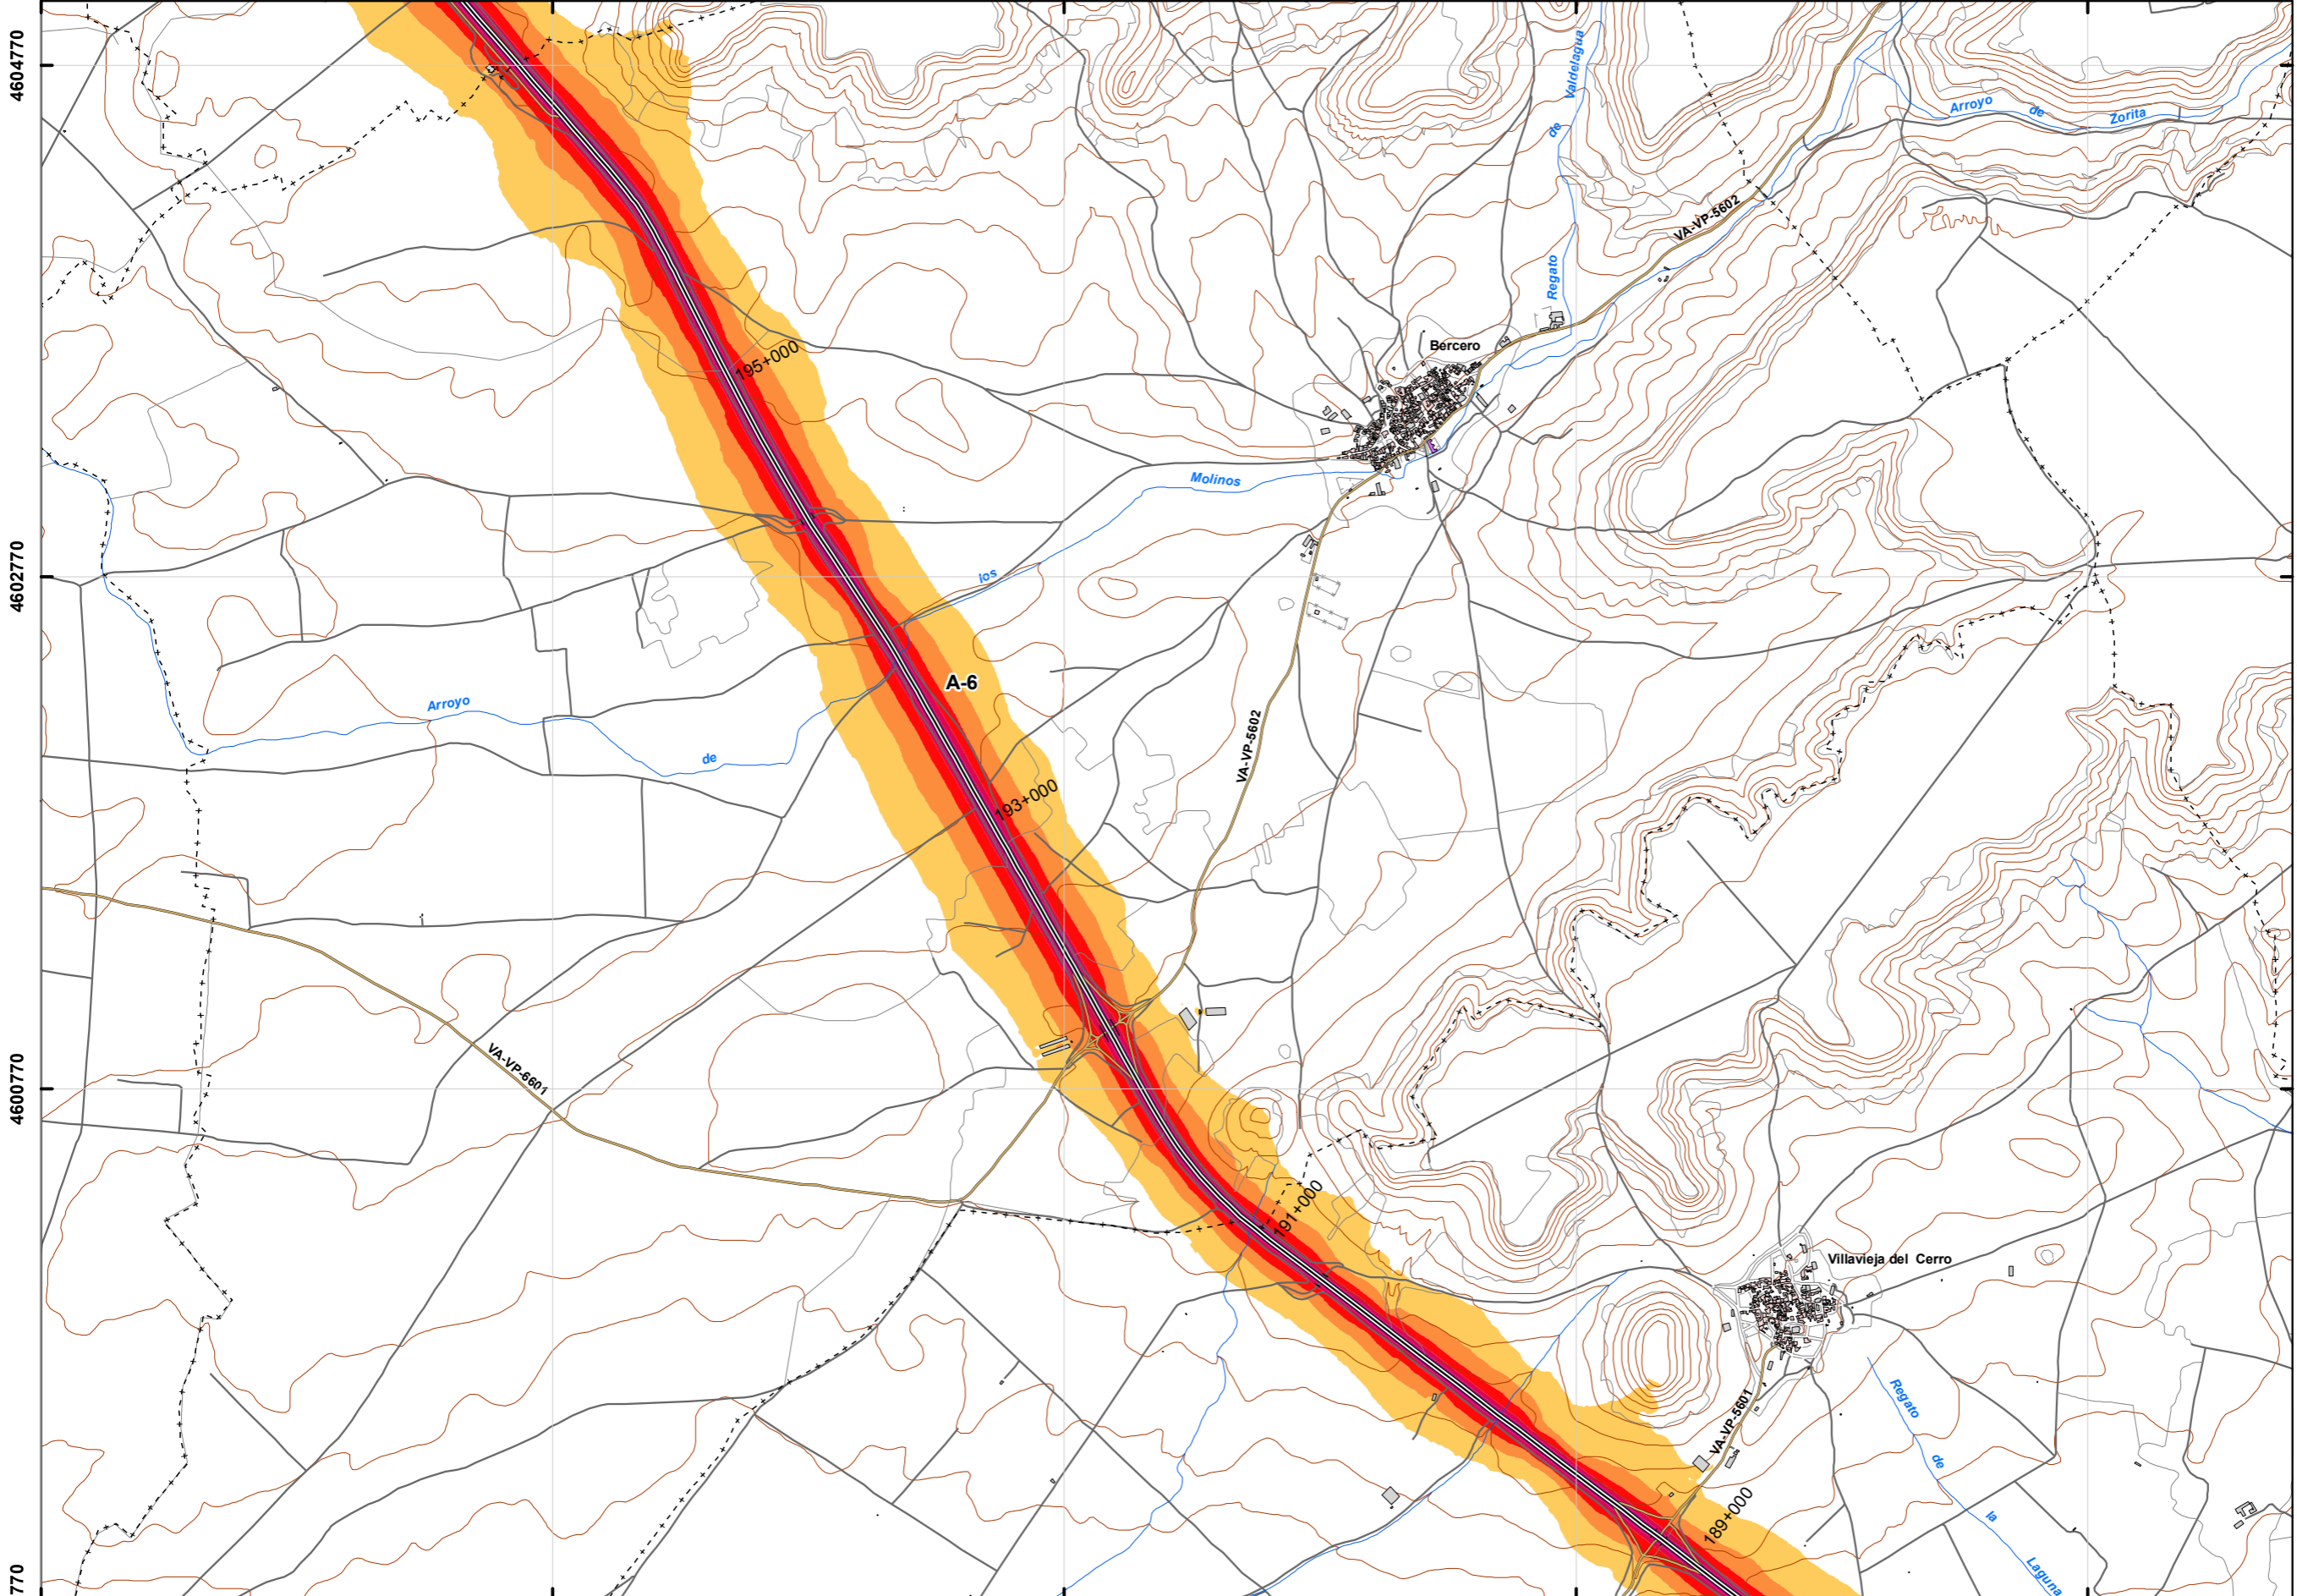 4604770
Valdelagua
de
Regato
Arroyo
de
Zorita
VA-VP-5602
195+000
Bercero
Molinos
los
4602770
A-6
Arroyo
de
VA-VP-5602
193+000
VA-VP-6601
4600770
191+000
Villavieja del Cerro
VA-VP-5601
Regato
de
la
Laguna
189+000
770